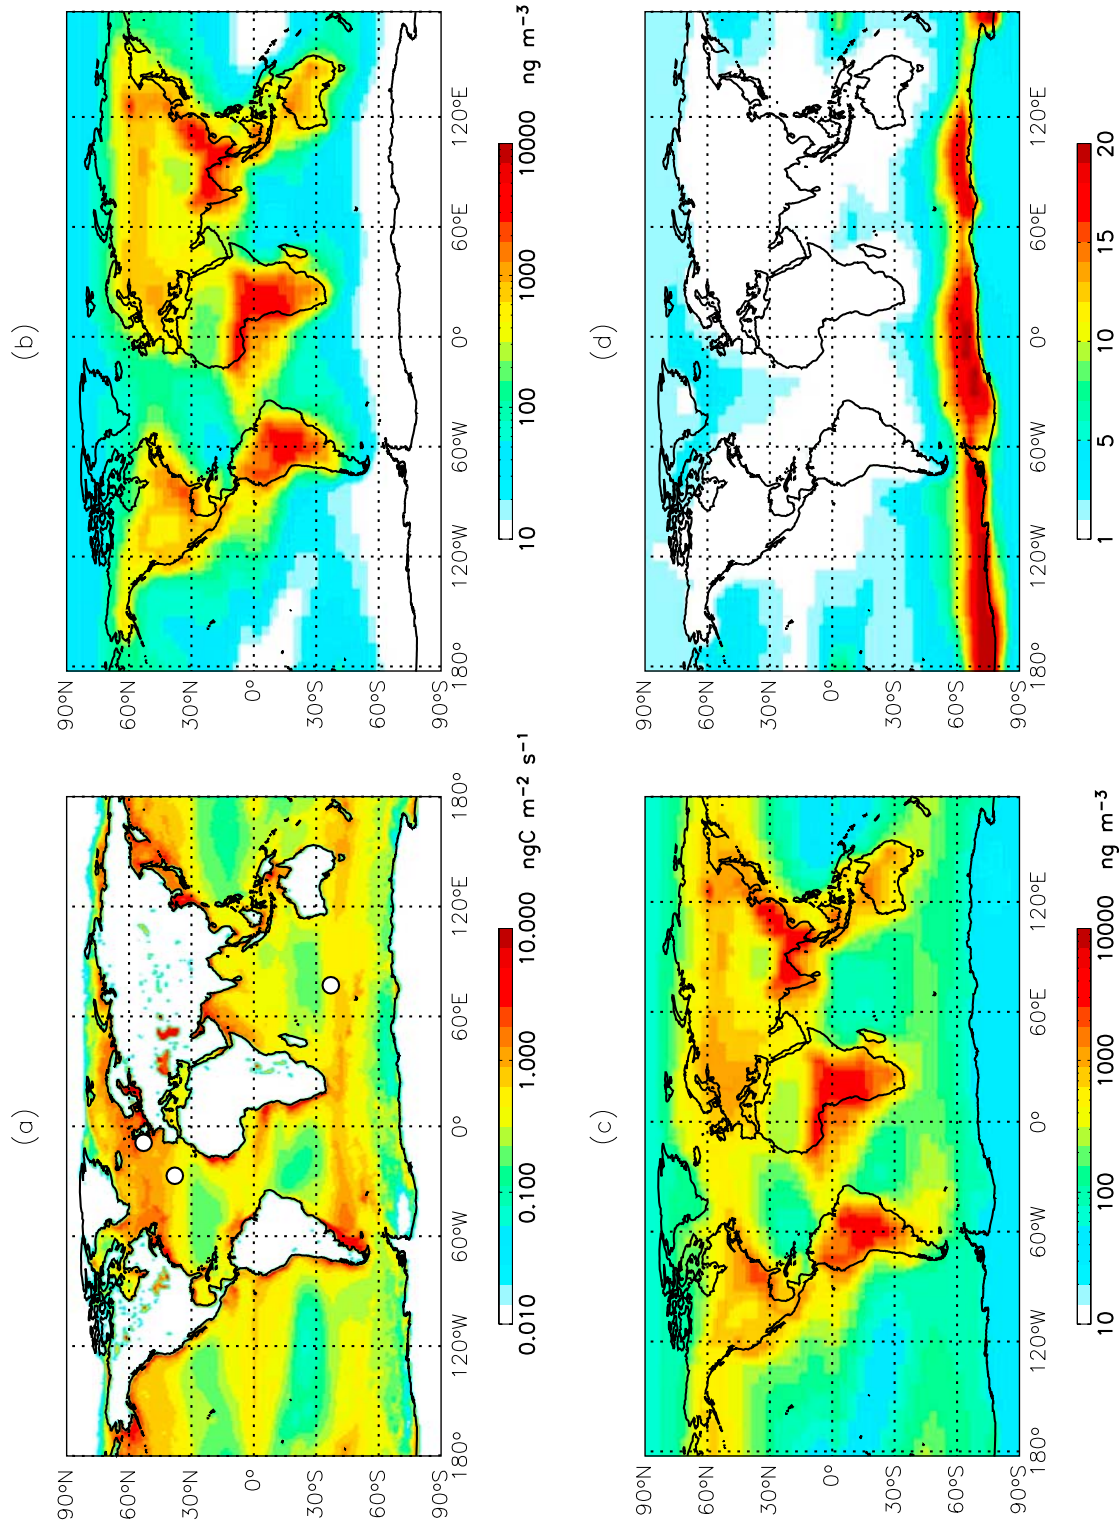 (a)
90°N
60°N
30°N
0°
30°S
60°S
90°S
180°
120°W
60°W
0°
60°E
120°E
180°
0.010
0.100
1.000
10.000
ngC m⁻² s⁻¹
(b)
90°N
60°N
30°N
0°
30°S
60°S
90°S
180°
120°W
60°W
0°
60°E
120°E
10
100
1000
10000
ng m⁻³
(c)
90°N
60°N
30°N
0°
30°S
60°S
90°S
180°
120°W
60°W
0°
60°E
120°E
10
100
1000
10000
ng m⁻³
(d)
90°N
60°N
30°N
0°
30°S
60°S
90°S
180°
120°W
60°W
0°
60°E
120°E
1
5
10
15
20